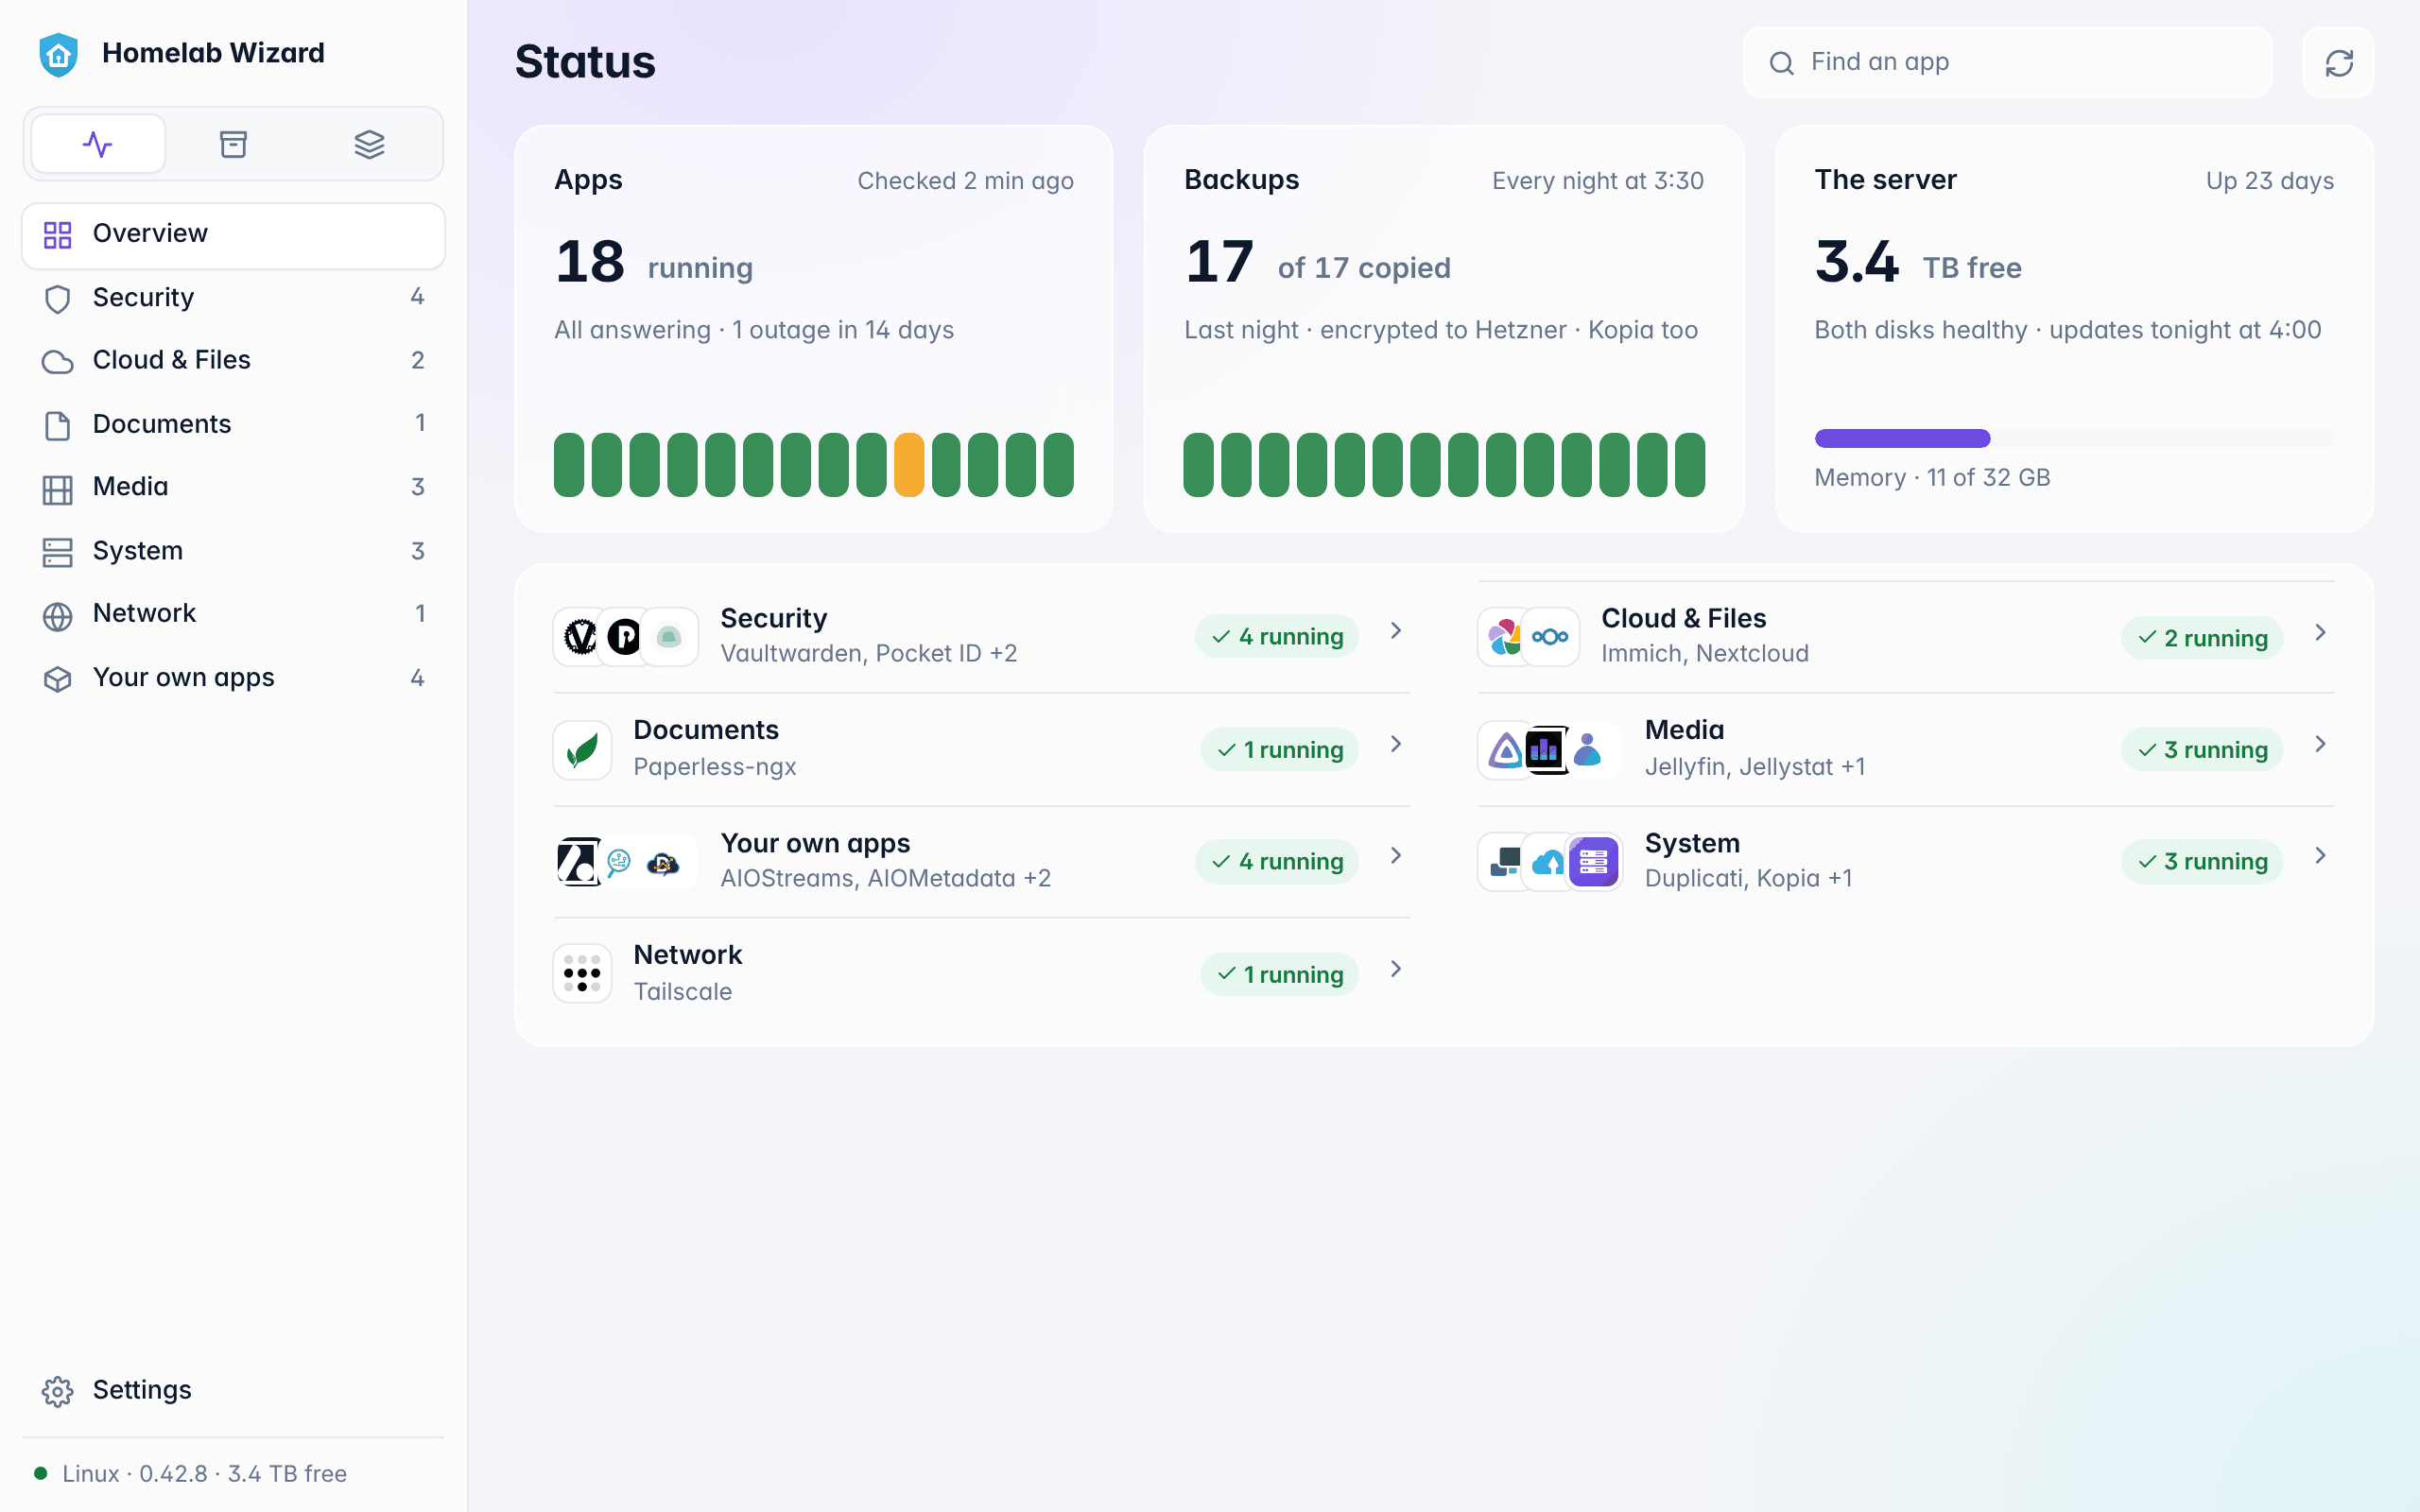 Homelab Wizard
Overview
Security 4
Cloud & Files 2
Documents 1
Media 3
System 3
Network 1
Your own apps 4
Settings
Linux · 0.42.8 · 3.4 TB free
Status
Find an app
Apps
Checked 2 min ago
18 running
All answering · 1 outage in 14 days
Backups
Every night at 3:30
17 of 17 copied
Last night · encrypted to Hetzner · Kopia too
The server
Up 23 days
3.4 TB free
Both disks healthy · updates tonight at 4:00
Memory · 11 of 32 GB
Security
Vaultwarden, Pocket ID +2
4 running
Cloud & Files
Immich, Nextcloud
2 running
Documents
Paperless-ngx
1 running
Media
Jellyfin, Jellystat +1
3 running
Your own apps
AIOStreams, AIOMetadata +2
4 running
System
Duplicati, Kopia +1
3 running
Network
Tailscale
1 running